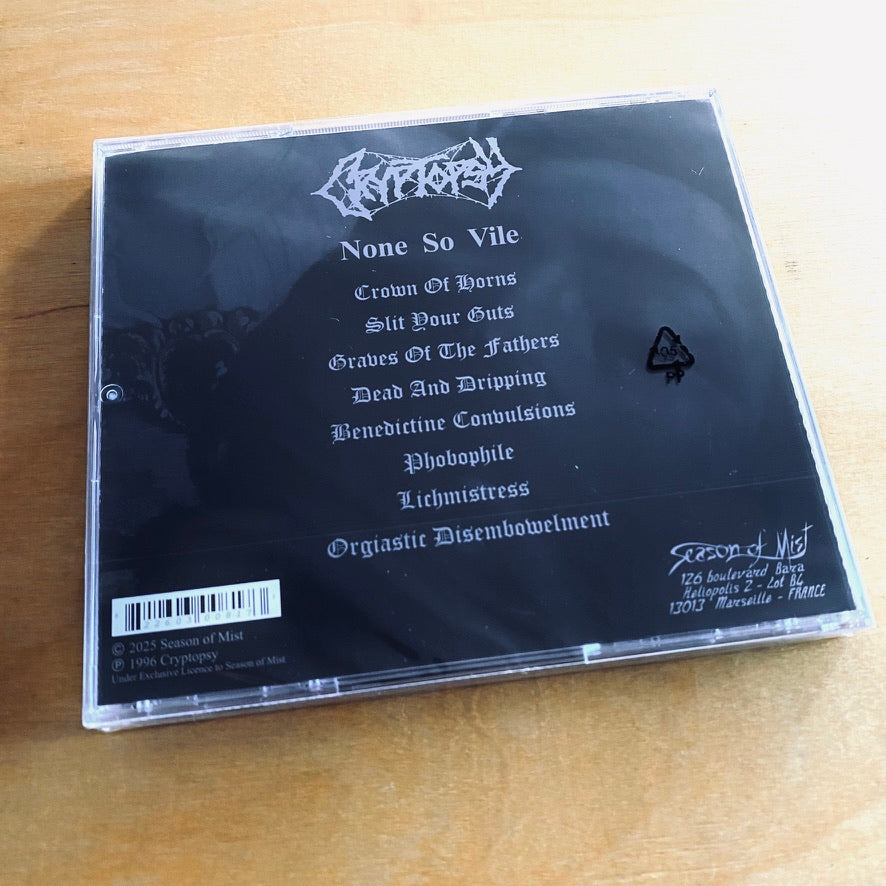 CRYPTOPSY
None So Vile
Crown Of Horns
Slit Your Guts
Graves Of The Fathers
Dead And Dripping
Benedictine Convulsions
Phobophile
Lichmistress
Orgiastic Disembowelment
05
PP
Season of Mist
126 boulevard Bara
Heliopolis 2 - Lot B4
13013 Marseille - FRANCE
© 2025 Season of Mist
℗ 1996 Cryptopsy
Under Exclusive Licence to Season of Mist